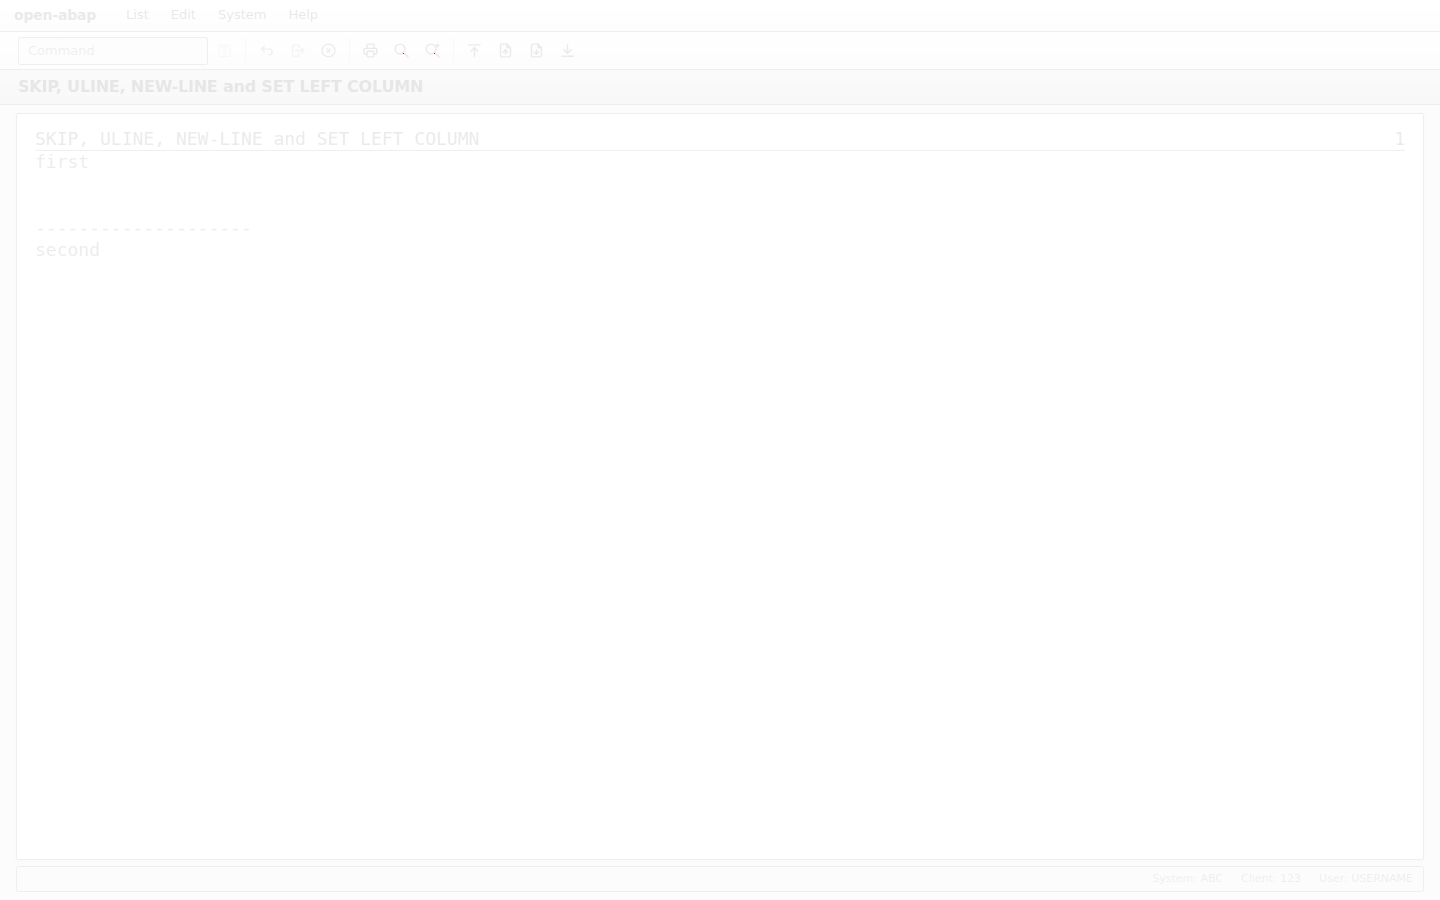 open-abap List Edit System Help
Command
SKIP, ULINE, NEW-LINE and SET LEFT COLUMN
SKIP, ULINE, NEW-LINE and SET LEFT COLUMN 1
first
--------------------
second
System: ABC Client: 123 User: USERNAME